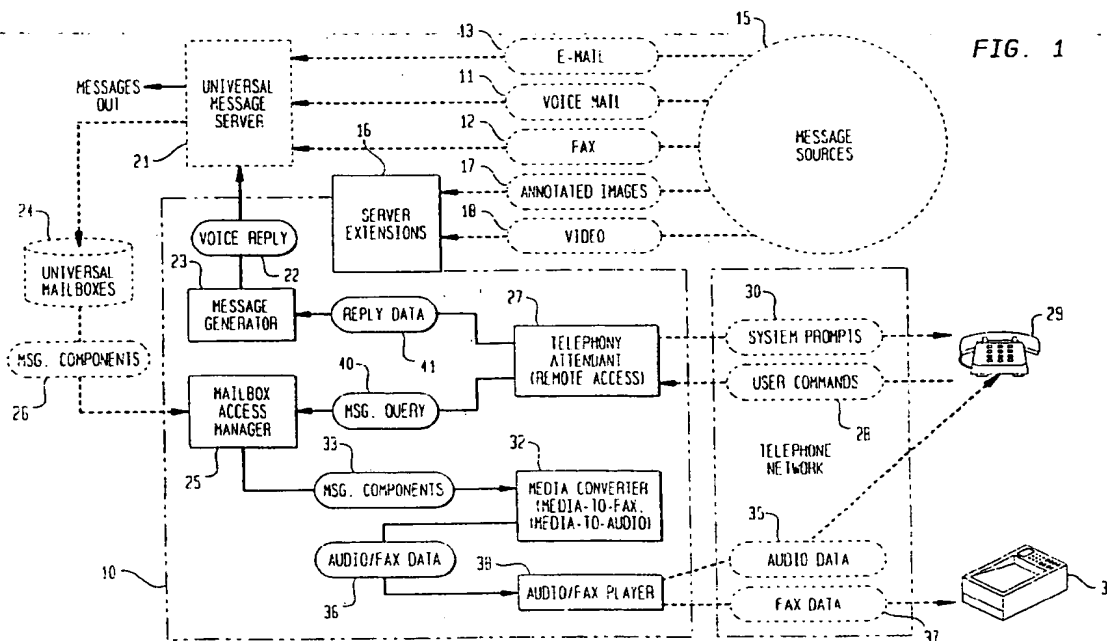 FIG. 1
13
E-MAIL
15
MESSAGES
OUT
UNIVERSAL
MESSAGE
SERVER
21
11
VOICE MAIL
12
FAX
MESSAGE
SOURCES
16
SERVER
EXTENSIONS
17
ANNOTATED IMAGES
18
VIDEO
24
UNIVERSAL
MAILBOXES
VOICE REPLY
22
23
MESSAGE
GENERATOR
REPLY DATA
41
27
TELEPHONY
ATTENDANT
(REMOTE ACCESS)
30
SYSTEM PROMPTS
29
USER COMMANDS
28
MSG. COMPONENTS
26
MAILBOX
ACCESS
MANAGER
25
40
MSG. QUERY
TELEPHONE
NETWORK
33
MSG. COMPONENTS
32
MEDIA CONVERTER
(MEDIA-TO-FAX,
(MEDIA-TO-AUDIO)
35
AUDIO DATA
10
AUDIO/FAX DATA
36
38
AUDIO/FAX PLAYER
FAX DATA
37